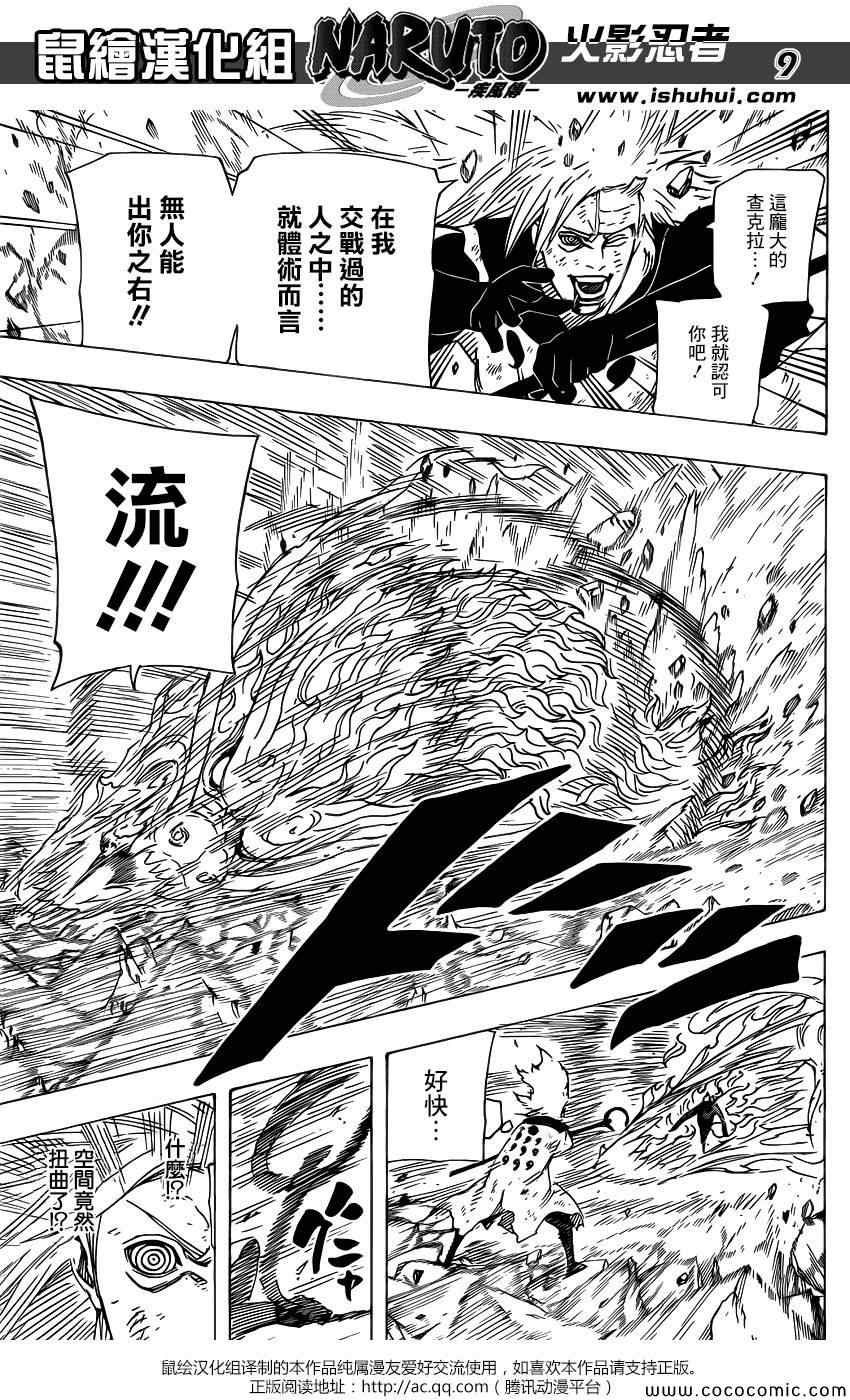 鼠繪漢化組
NARUTO
—疾風傳—
火影忍者
9
www.ishuhui.com
這龐大的
查克拉…!
我就認可
你吧!
在我
交戰過的
人之中……
就體術而言
無人能
出你之右!!
流!!!
ドドドド
好快…
グニャ
什麼!?
空間竟然
扭曲了!?
鼠绘汉化组译制的本作品纯属漫友爱好交流使用，如喜欢本作品请支持正版。
正版阅读地址：http://ac.qq.com（腾讯动漫平台）
www.cococomic.com